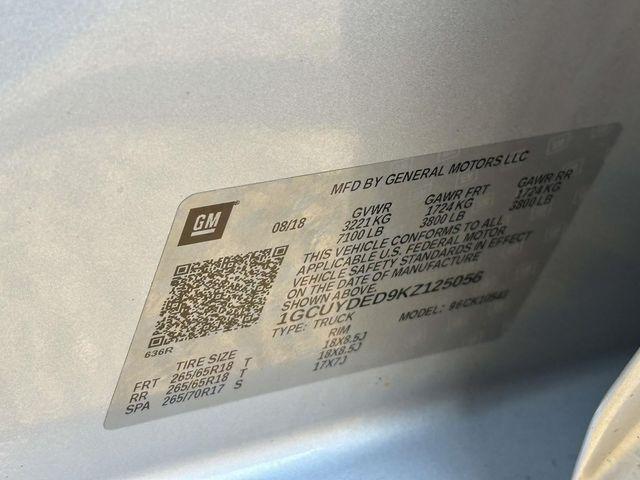 MFD BY GENERAL MOTORS LLC
GM
08/18 GVWR GAWR FRT GAWR RR
3221 KG 1724 KG 1724 KG
7100 LB 3800 LB 3800 LB
THIS VEHICLE CONFORMS TO ALL
APPLICABLE U.S. FEDERAL MOTOR
VEHICLE SAFETY STANDARDS IN EFFECT
ON THE DATE OF MANUFACTURE
SHOWN ABOVE.
1GCUYDED9KZ125056
TYPE: TRUCK MODEL: 96CK10543
636R
TIRE SIZE RIM
FRT 265/65R18 T 18X8.5J
RR 265/65R18 T 18X8.5J
SPA 265/70R17 S 17X7J